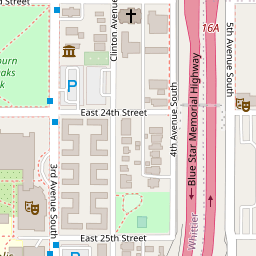 Clinton Avenue
16A
5th Avenue South
Blue Star Memorial Highway
aks
k
P
East 24th Street
4th Avenue South
3rd Avenue South
P
Whittier
East 25th Street